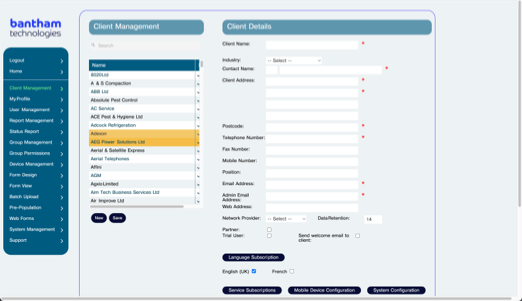 bantham
technologies
Logout
Home
Client Management
MyProfile
User Management
Report Management
Status Report
Group Management
Group Permissions
Device Management
Form Design
Form View
Batch Upload
Pre-Population
Web Forms
System Management
Support
Client Management
Search
Name
8020Ltd
A & S Compaction
ABB Ltd
Absolute Pest Control
AC Service
ACE Pest & Hygiene Ltd
Adcock Refrigeration
Adexon
AEG Power Solutions Ltd
Aerial & Satellite Express
Aerial Telephones
Affini
AGM
AgxioLimited
Aim Tech Business Services Ltd
Air Improve Ltd
New
Save
Client Details
Client Name: *
Industry: -- Select --
Contact Name: *
Client Address: *
*
Postcode: *
Telephone Number: *
Fax Number:
Mobile Number:
Position:
Email Address: *
Admin Email
Address: *
Web Address:
Network Provider: -- Select -- DataRetention: 14
Partner:
Trial User: Send welcome email to
client:
Language Subscription
English (UK) French
Service Subscriptions Mobile Device Configuration System Configuration